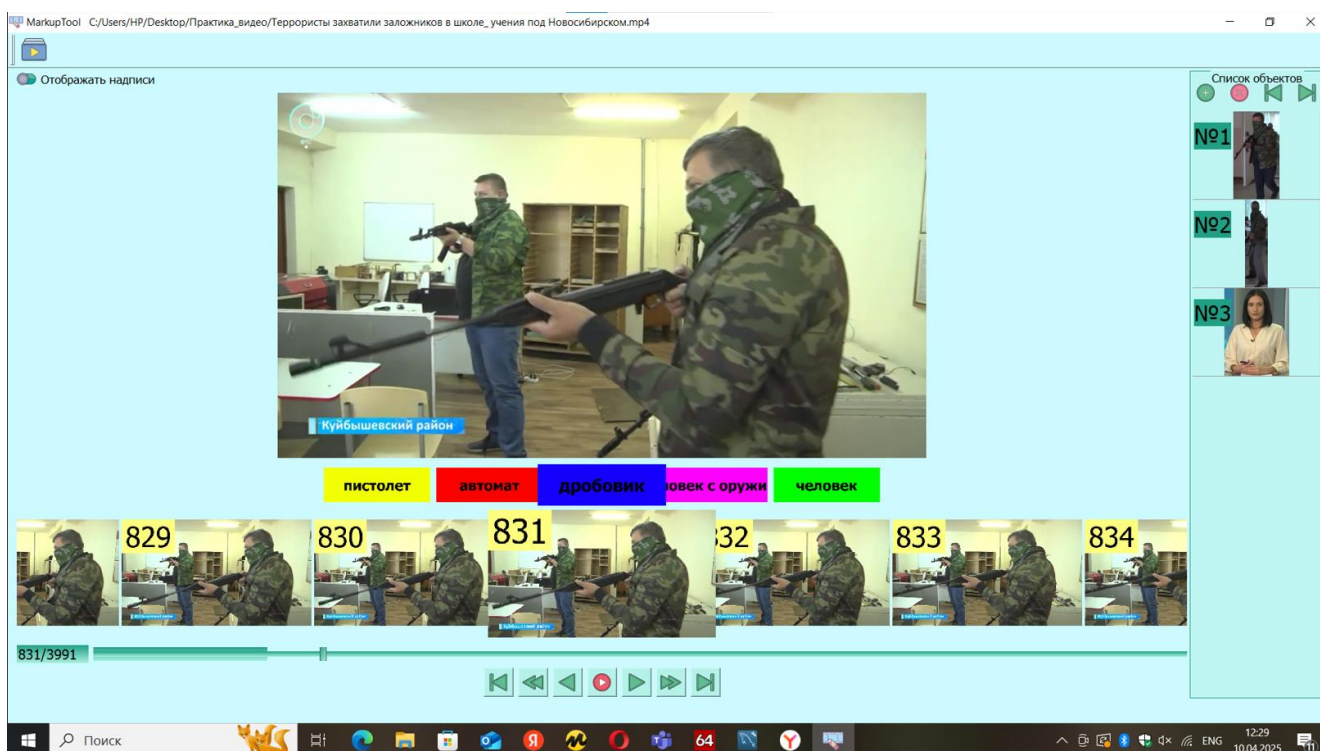 MarkupTool C:/Users/HP/Desktop/Практика_видео/Террористы захватили заложников в школе_ учения под Новосибирском.mp4
Отображать надписи
Список объектов
№1
№2
№3
Куйбышевский район
пистолет автомат дробовик овек с оружи человек
829 830 831 32 833 834
831/3991
Поиск
64
ENG
12:29
10.04.2025
11